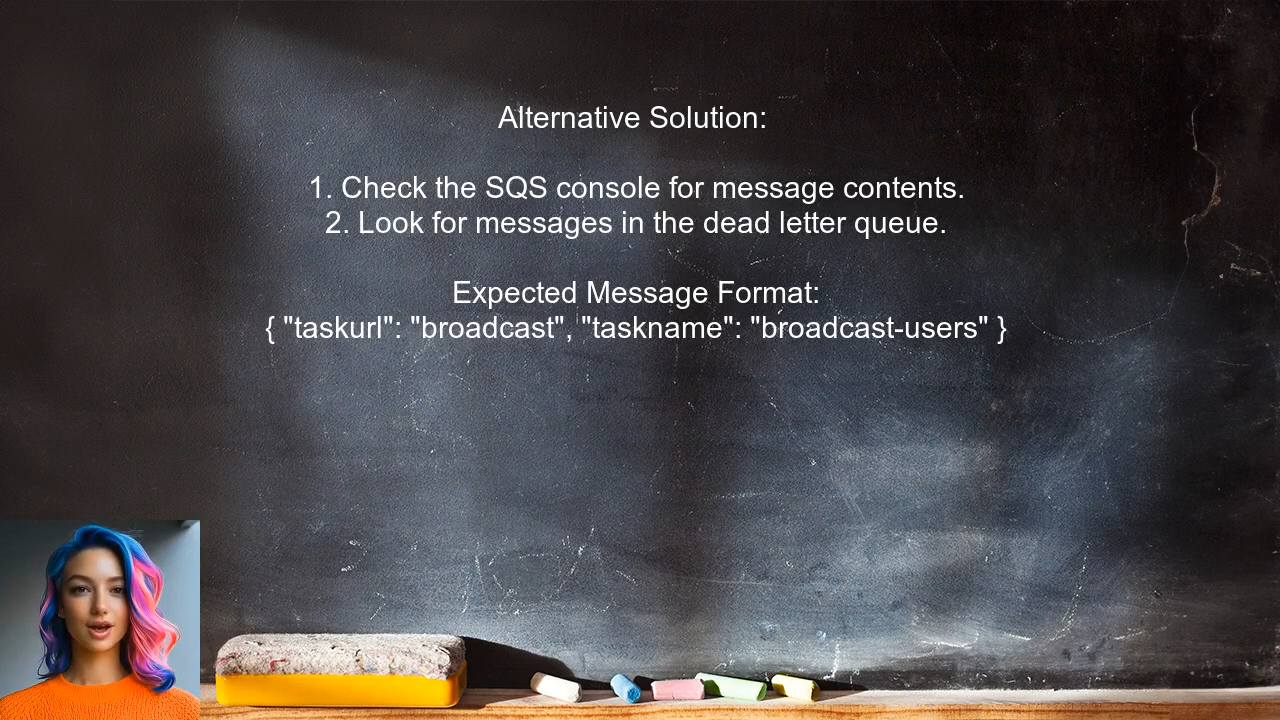 Alternative Solution:
1. Check the SQS console for message contents.
2. Look for messages in the dead letter queue.
Expected Message Format:
{ "taskurl": "broadcast", "taskname": "broadcast-users" }